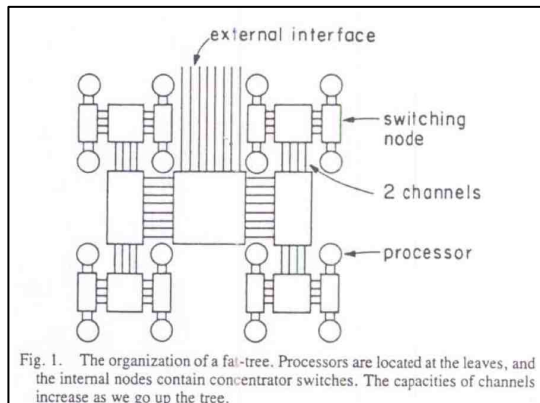 external interface
switching
node
2 channels
processor
Fig. 1. The organization of a fat-tree. Processors are located at the leaves, and
the internal nodes contain concentrator switches. The capacities of channels
increase as we go up the tree.